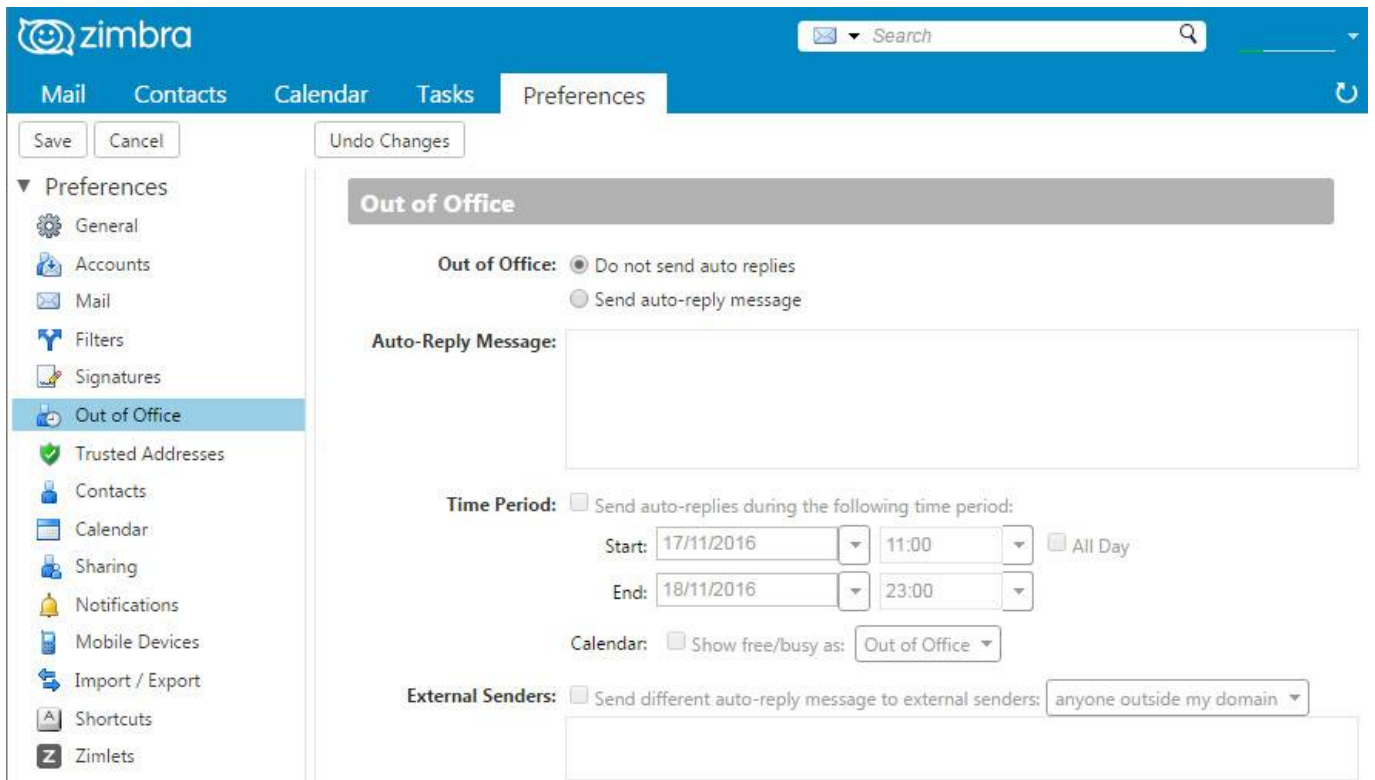 zimbra
Search
Mail Contacts Calendar Tasks Preferences
Save Cancel Undo Changes
Preferences
General
Accounts
Mail
Filters
Signatures
Out of Office
Trusted Addresses
Contacts
Calendar
Sharing
Notifications
Mobile Devices
Import / Export
Shortcuts
Zimlets
Out of Office
Out of Office: Do not send auto replies
Send auto-reply message
Auto-Reply Message:
Time Period: Send auto-replies during the following time period:
Start: 17/11/2016 11:00 All Day
End: 18/11/2016 23:00
Calendar: Show free/busy as: Out of Office
External Senders: Send different auto-reply message to external senders: anyone outside my domain